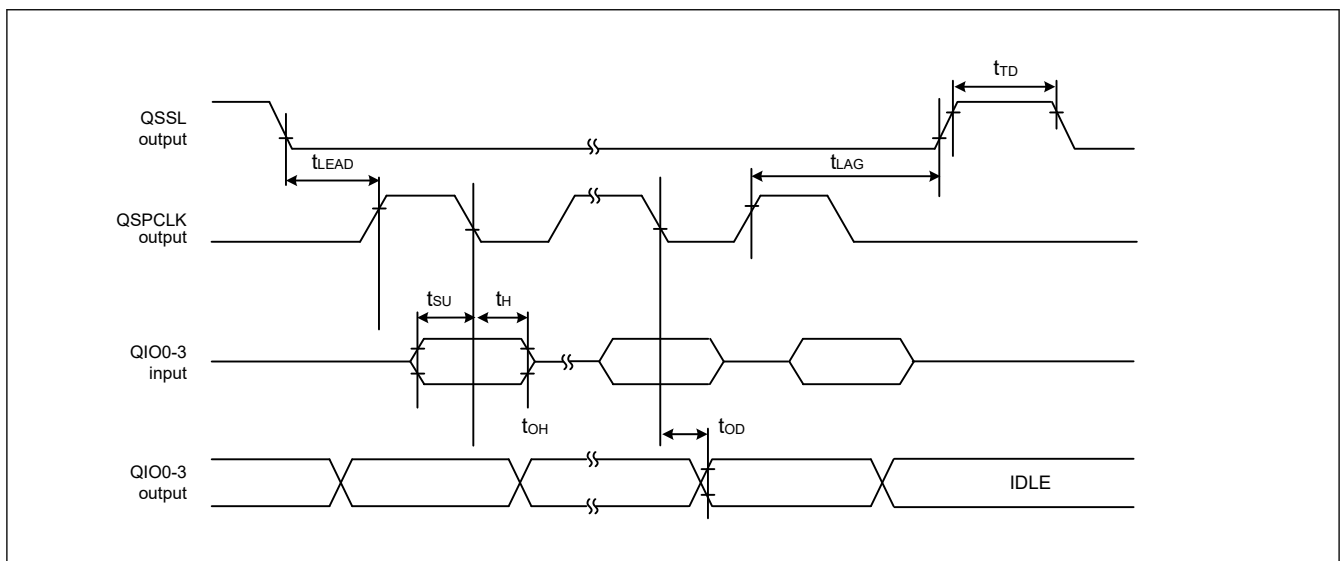 tTD
QSSL
output
tLEAD
tLAG
QSPCLK
output
tSU
tH
QIO0-3
input
tOH
tOD
QIO0-3
output
IDLE